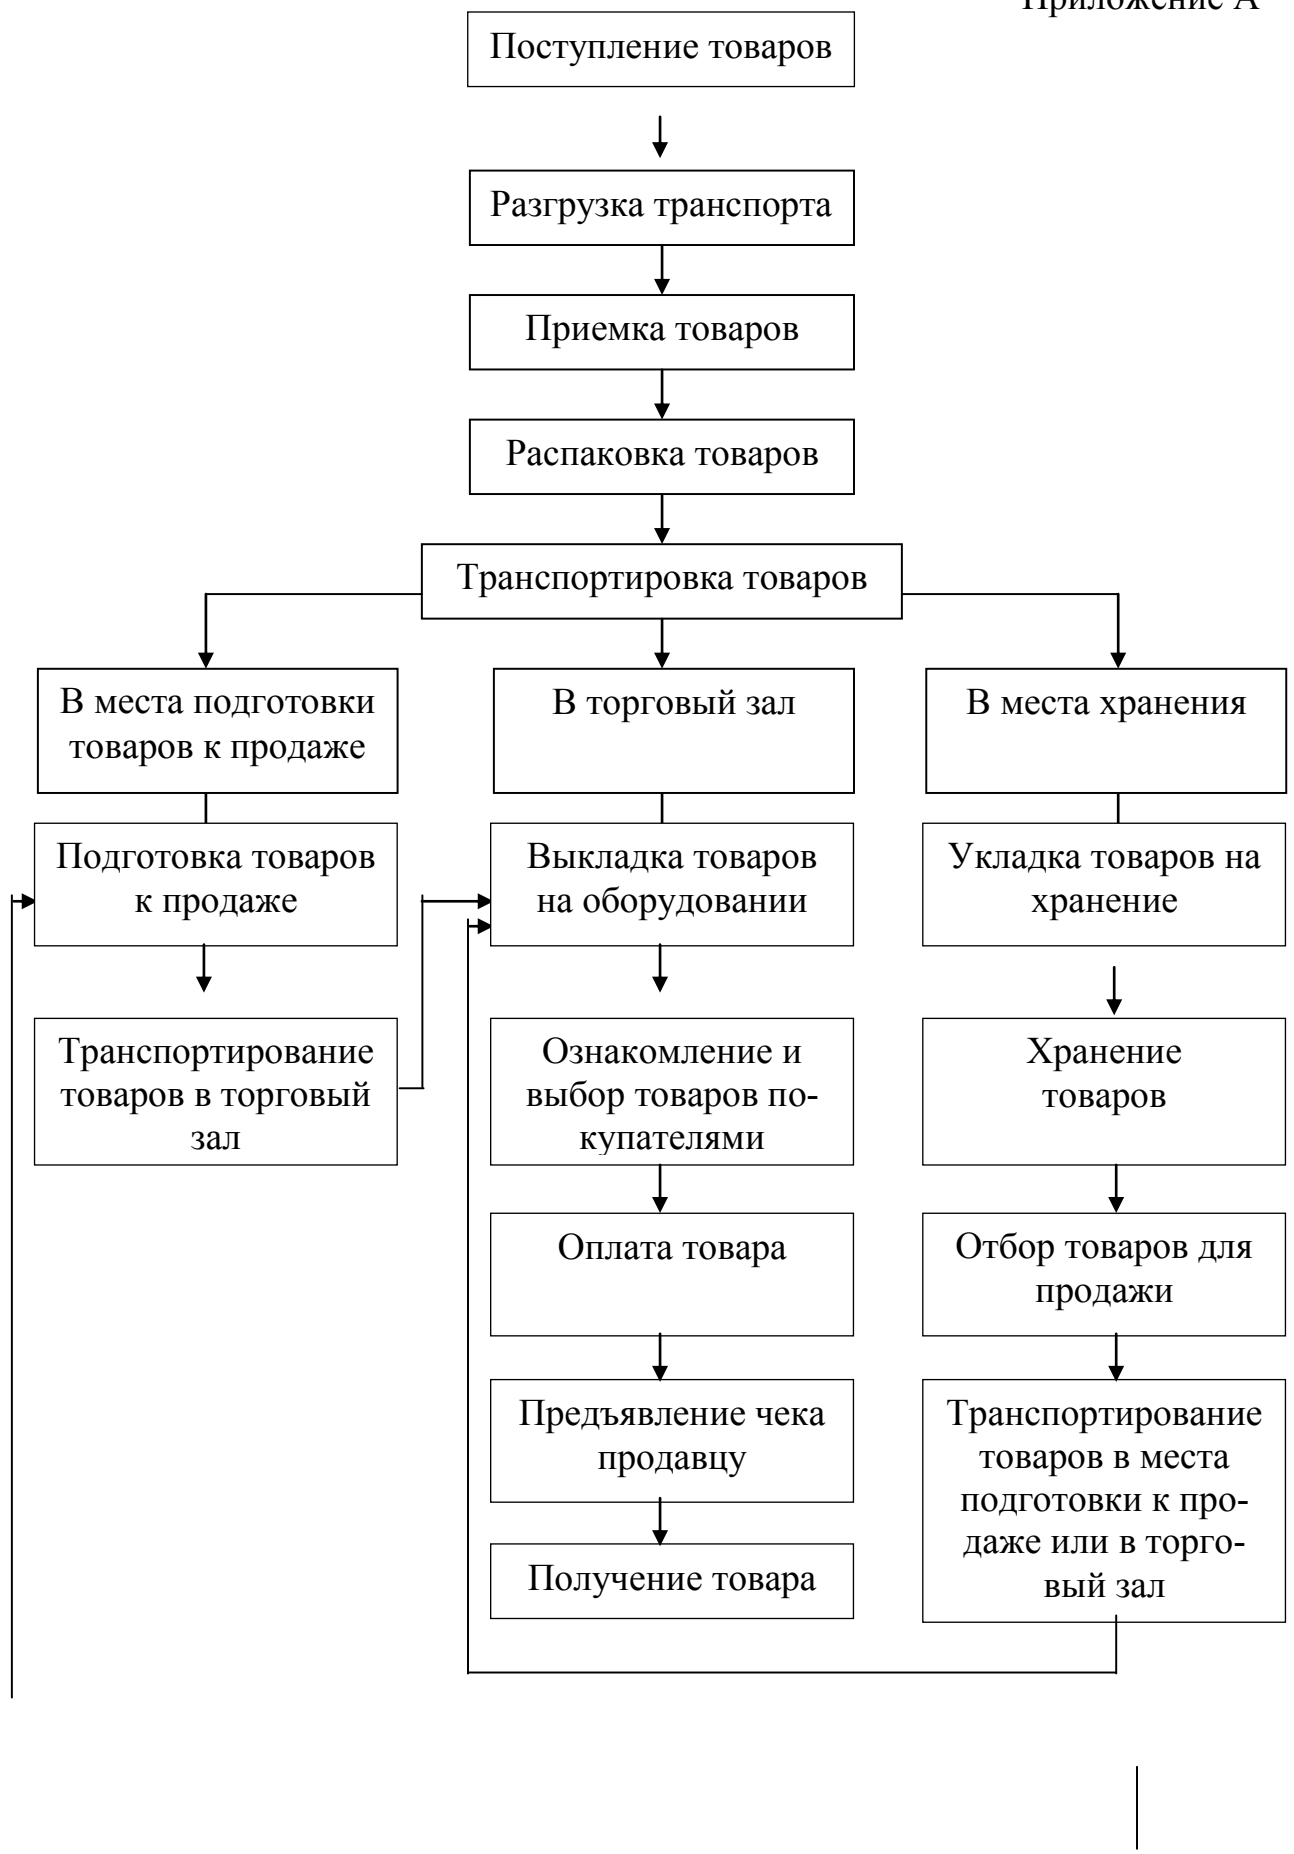 Приложение А
Поступление товаров
Разгрузка транспорта
Приемка товаров
Распаковка товаров
Транспортировка товаров
В места подготовки
товаров к продаже
В торговый зал
В места хранения
Подготовка товаров
к продаже
Выкладка товаров
на оборудовании
Укладка товаров на
хранение
Транспортирование
товаров в торговый
зал
Ознакомление и
выбор товаров по-
купателями
Хранение
товаров
Оплата товара
Отбор товаров для
продажи
Предъявление чека
продавцу
Транспортирование
товаров в места
подготовки к про-
даже или в торго-
вый зал
Получение товара